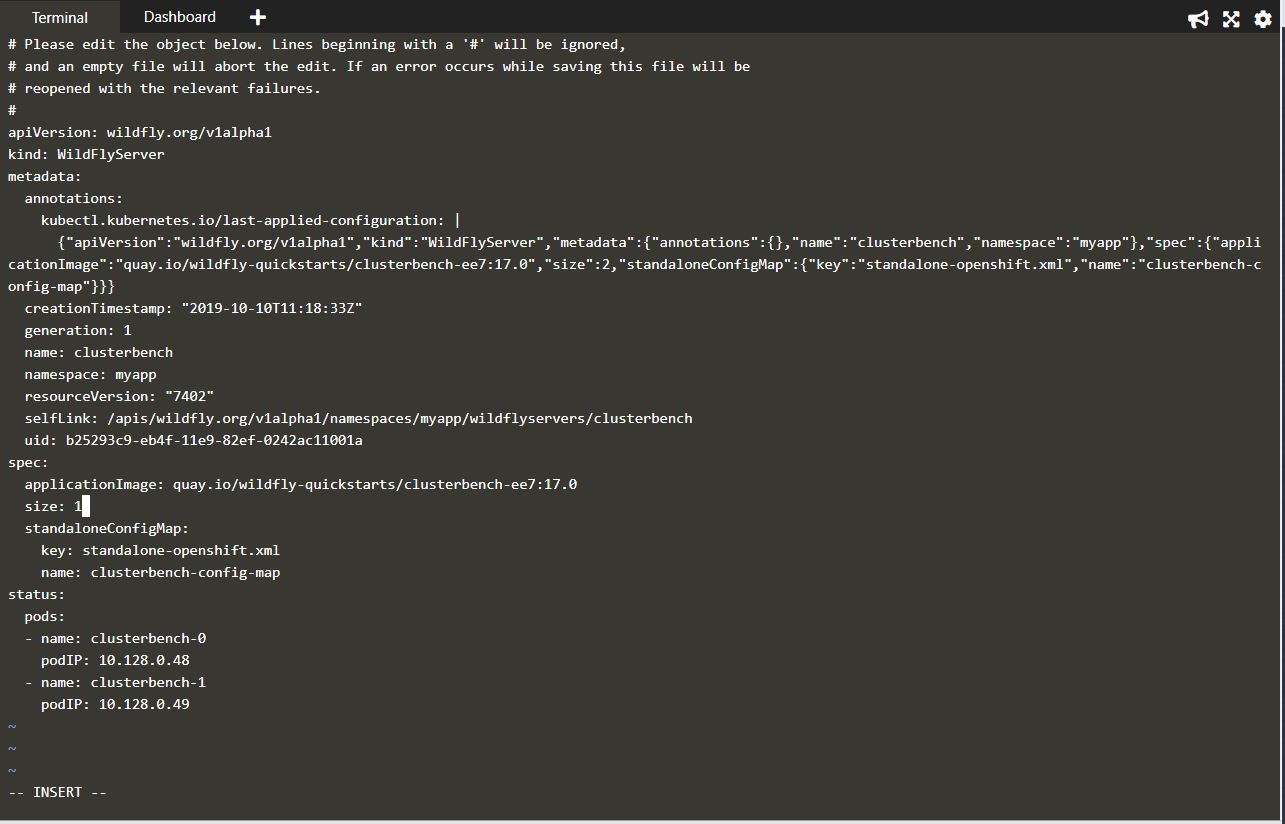 Terminal Dashboard +
# Please edit the object below. Lines beginning with a '#' will be ignored,
# and an empty file will abort the edit. If an error occurs while saving this file will be
# reopened with the relevant failures.
#
apiVersion: wildfly.org/v1alpha1
kind: WildFlyServer
metadata:
  annotations:
    kubectl.kubernetes.io/last-applied-configuration: |
      {"apiVersion":"wildfly.org/v1alpha1","kind":"WildFlyServer","metadata":{"annotations":{},"name":"clusterbench","namespace":"myapp"},"spec":{"appli
cationImage":"quay.io/wildfly-quickstarts/clusterbench-ee7:17.0","size":2,"standaloneConfigMap":{"key":"standalone-openshift.xml","name":"clusterbench-c
onfig-map"}}}
  creationTimestamp: "2019-10-10T11:18:33Z"
  generation: 1
  name: clusterbench
  namespace: myapp
  resourceVersion: "7402"
  selfLink: /apis/wildfly.org/v1alpha1/namespaces/myapp/wildflyservers/clusterbench
  uid: b25293c9-eb4f-11e9-82ef-0242ac11001a
spec:
  applicationImage: quay.io/wildfly-quickstarts/clusterbench-ee7:17.0
  size: 1
  standaloneConfigMap:
    key: standalone-openshift.xml
    name: clusterbench-config-map
status:
  pods:
  - name: clusterbench-0
    podIP: 10.128.0.48
  - name: clusterbench-1
    podIP: 10.128.0.49
~
~
~
-- INSERT --